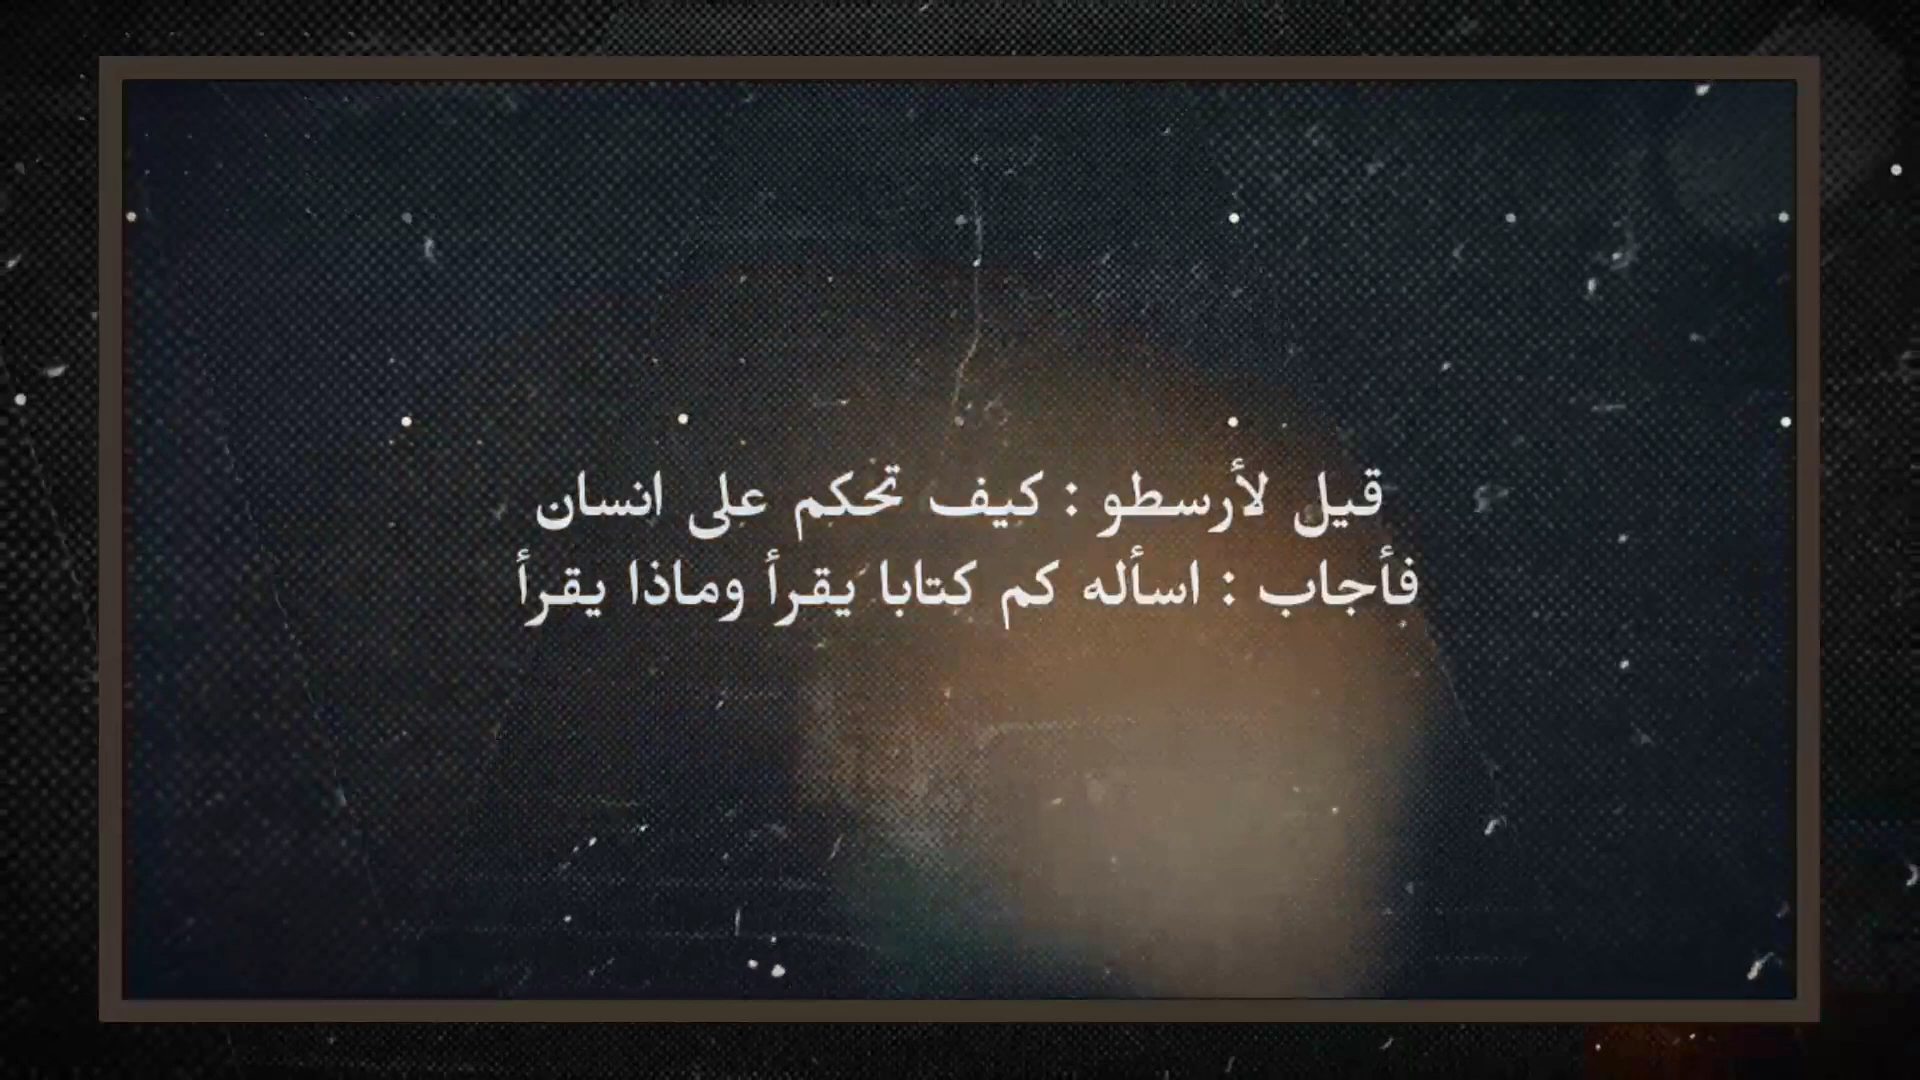 قيل لأرسطو : كيف تحكم على انسان
فأجاب : اسأله كم كتابا يقرأ وماذا يقرأ